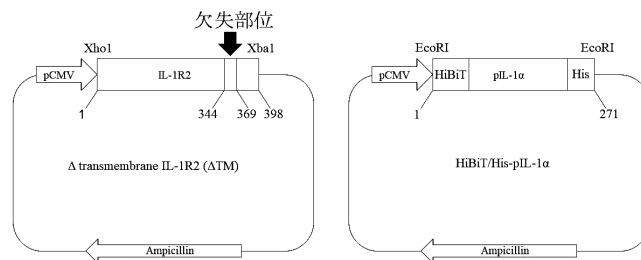 欠失部位
Xho1
Xba1
pCMV
IL-1R2
1
344
369
398
Δ transmembrane IL-1R2 (ΔTM)
Ampicillin
EcoRI
EcoRI
pCMV
HiBiT
pIL-1α
His
1
271
HiBiT/His-pIL-1α
Ampicillin